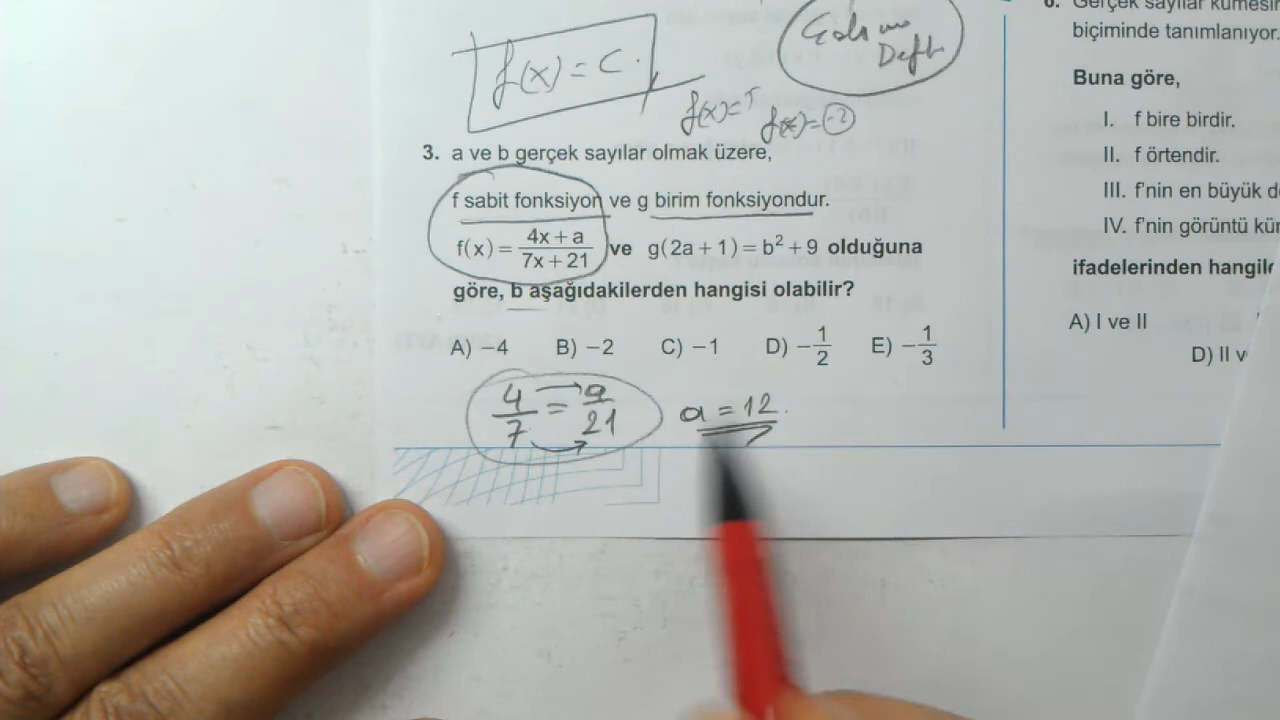 f(x) = C.
Defteri
f(x)=5 f(x)=-2
3. a ve b gerçek sayılar olmak üzere,
f sabit fonksiyon ve g birim fonksiyondur.
f(x) = (4x + a)/(7x + 21) ve g(2a + 1) = b² + 9 olduğuna
göre, b aşağıdakilerden hangisi olabilir?
A) −4 B) −2 C) −1 D) −1/2 E) −1/3
4/7 = a/21 a = 12.
6. Gerçek sayılar kümesin
biçiminde tanımlanıyor.
Buna göre,
I. f bire birdir.
II. f örtendir.
III. f'nin en büyük d
IV. f'nin görüntü kü
ifadelerinden hangile
A) I ve II
D) II v